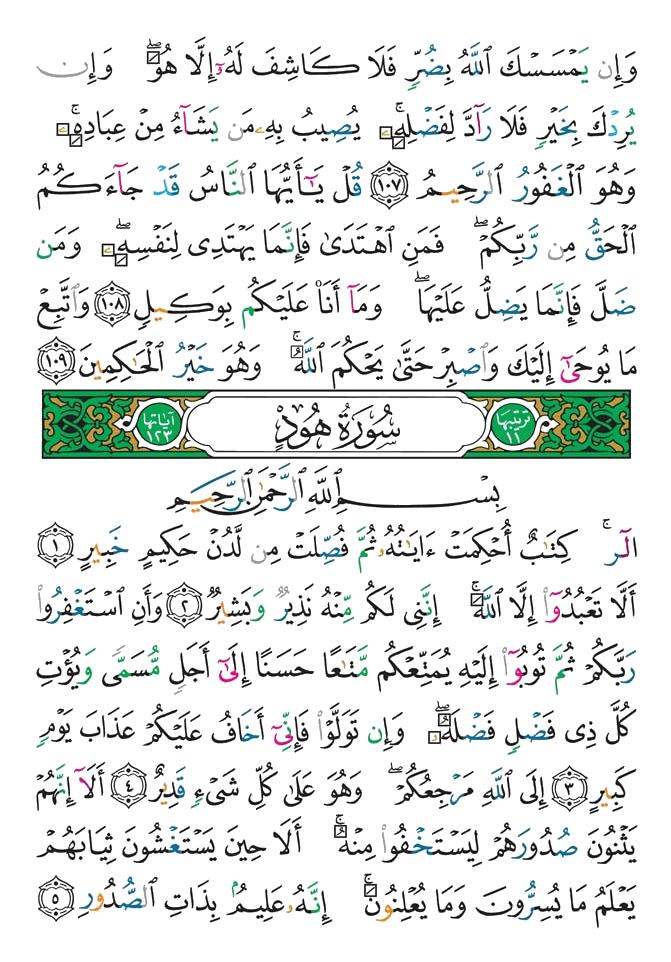 وَإِن يَمْسَسْكَ ٱللَّهُ بِضُرٍّ فَلَا كَاشِفَ لَهُۥٓ إِلَّا هُوَ ۖ وَإِن
يُرِدْكَ بِخَيْرٍ فَلَا رَآدَّ لِفَضْلِهِۦ ۚ يُصِيبُ بِهِۦ مَن يَشَآءُ مِنْ عِبَادِهِۦ ۚ
وَهُوَ ٱلْغَفُورُ ٱلرَّحِيمُ ١٠٧ قُلْ يَـٰٓأَيُّهَا ٱلنَّاسُ قَدْ جَآءَكُمُ
ٱلْحَقُّ مِن رَّبِّكُمْ ۖ فَمَنِ ٱهْتَدَىٰ فَإِنَّمَا يَهْتَدِى لِنَفْسِهِۦ ۖ وَمَن
ضَلَّ فَإِنَّمَا يَضِلُّ عَلَيْهَا ۖ وَمَآ أَنَا۠ عَلَيْكُم بِوَكِيلٍ ١٠٨ وَٱتَّبِعْ
مَا يُوحَىٰٓ إِلَيْكَ وَٱصْبِرْ حَتَّىٰ يَحْكُمَ ٱللَّهُ ۚ وَهُوَ خَيْرُ ٱلْحَـٰكِمِينَ ١٠٩
ترتيبها ١١ سُورَةُ هُودٍ آياتها ١٢٣
بِسْمِ ٱللَّهِ ٱلرَّحْمَـٰنِ ٱلرَّحِيمِ
الٓر ۚ كِتَـٰبٌ أُحْكِمَتْ ءَايَـٰتُهُۥ ثُمَّ فُصِّلَتْ مِن لَّدُنْ حَكِيمٍ خَبِيرٍ ١
أَلَّا تَعْبُدُوٓا۟ إِلَّا ٱللَّهَ ۚ إِنَّنِى لَكُم مِّنْهُ نَذِيرٌ وَبَشِيرٌ ٢ وَأَنِ ٱسْتَغْفِرُوا۟
رَبَّكُمْ ثُمَّ تُوبُوٓا۟ إِلَيْهِ يُمَتِّعْكُم مَّتَـٰعًا حَسَنًا إِلَىٰٓ أَجَلٍ مُّسَمًّى وَيُؤْتِ
كُلَّ ذِى فَضْلٍ فَضْلَهُۥ ۖ وَإِن تَوَلَّوْا۟ فَإِنِّىٓ أَخَافُ عَلَيْكُمْ عَذَابَ يَوْمٍ
كَبِيرٍ ٣ إِلَى ٱللَّهِ مَرْجِعُكُمْ ۖ وَهُوَ عَلَىٰ كُلِّ شَىْءٍ قَدِيرٌ ٤ أَلَآ إِنَّهُمْ
يَثْنُونَ صُدُورَهُمْ لِيَسْتَخْفُوا۟ مِنْهُ ۚ أَلَا حِينَ يَسْتَغْشُونَ ثِيَابَهُمْ
يَعْلَمُ مَا يُسِرُّونَ وَمَا يُعْلِنُونَ ۚ إِنَّهُۥ عَلِيمٌۢ بِذَاتِ ٱلصُّدُورِ ٥